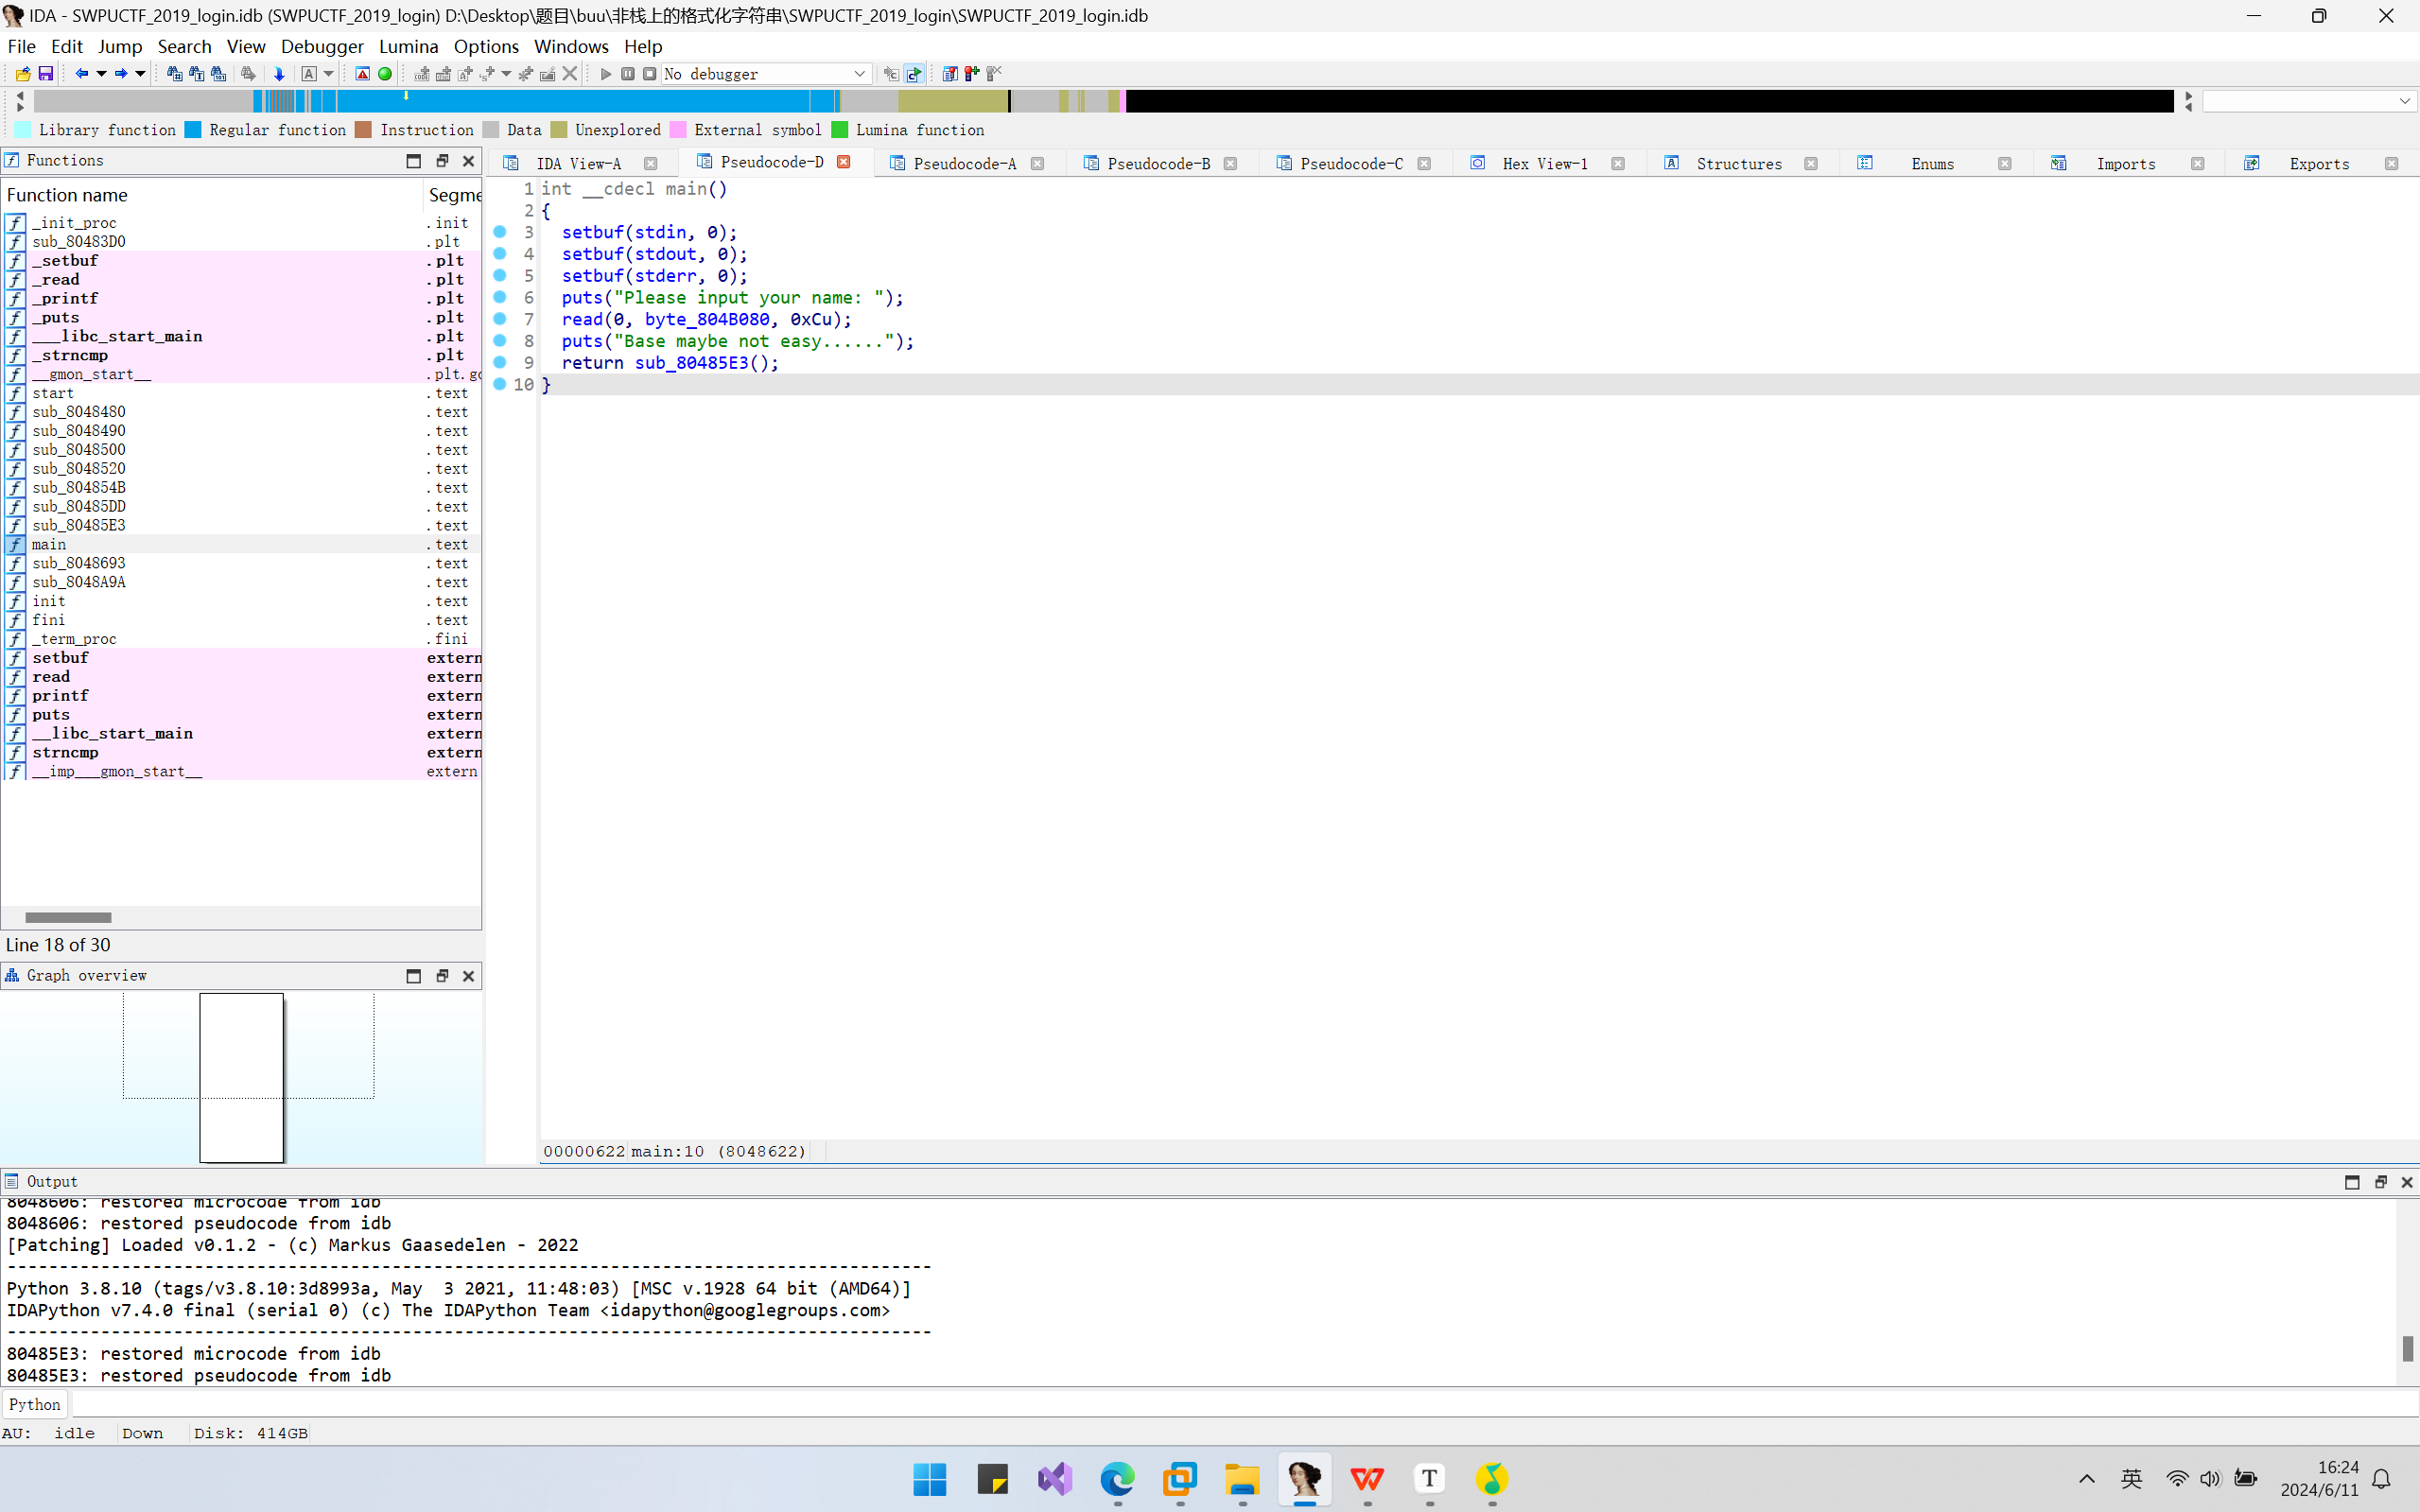 IDA - SWPUCTF_2019_login.idb (SWPUCTF_2019_login) D:\Desktop\题目\buu\非栈上的格式化字符串\SWPUCTF_2019_login\SWPUCTF_2019_login.idb
File Edit Jump Search View Debugger Lumina Options Windows Help
No debugger
Library function Regular function Instruction Data Unexplored External symbol Lumina function
Functions
Function name Segme
_init_proc .init
sub_80483D0 .plt
_setbuf .plt
_read .plt
_printf .plt
_puts .plt
___libc_start_main .plt
_strncmp .plt
__gmon_start__ .plt.go
start .text
sub_8048480 .text
sub_8048490 .text
sub_8048500 .text
sub_8048520 .text
sub_804854B .text
sub_80485DD .text
sub_80485E3 .text
main .text
sub_8048693 .text
sub_8048A9A .text
init .text
fini .text
_term_proc .fini
setbuf extern
read extern
printf extern
puts extern
__libc_start_main extern
strncmp extern
__imp___gmon_start__ extern
Line 18 of 30
Graph overview
IDA View-A Pseudocode-D Pseudocode-A Pseudocode-B Pseudocode-C Hex View-1 Structures Enums Imports Exports
1 int __cdecl main()
2 {
3 setbuf(stdin, 0);
4 setbuf(stdout, 0);
5 setbuf(stderr, 0);
6 puts("Please input your name: ");
7 read(0, byte_804B080, 0xCu);
8 puts("Base maybe not easy......");
9 return sub_80485E3();
10 }
00000622 main:10 (8048622)
Output
8048606: restored microcode from idb
8048606: restored pseudocode from idb
[Patching] Loaded v0.1.2 - (c) Markus Gaasedelen - 2022
-----------------------------------------------------------------------------------------
Python 3.8.10 (tags/v3.8.10:3d8993a, May  3 2021, 11:48:03) [MSC v.1928 64 bit (AMD64)]
IDAPython v7.4.0 final (serial 0) (c) The IDAPython Team <idapython@googlegroups.com>
-----------------------------------------------------------------------------------------
80485E3: restored microcode from idb
80485E3: restored pseudocode from idb
Python
AU: idle Down Disk: 414GB
英
16:24
2024/6/11